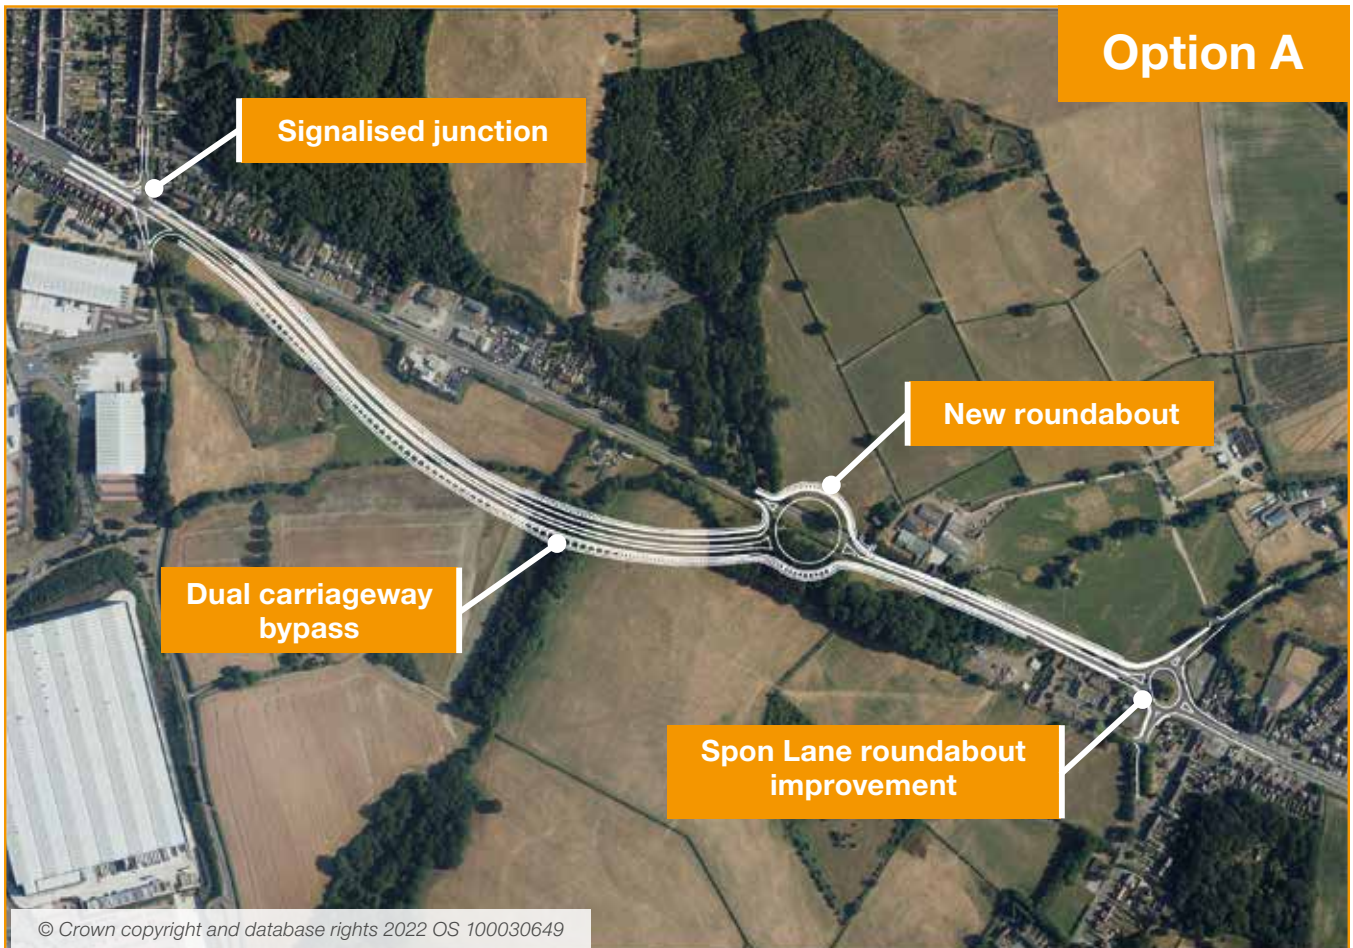 Option A
Signalised junction
New roundabout
Dual carriageway
bypass
Spon Lane roundabout
improvement
© Crown copyright and database rights 2022 OS 100030649